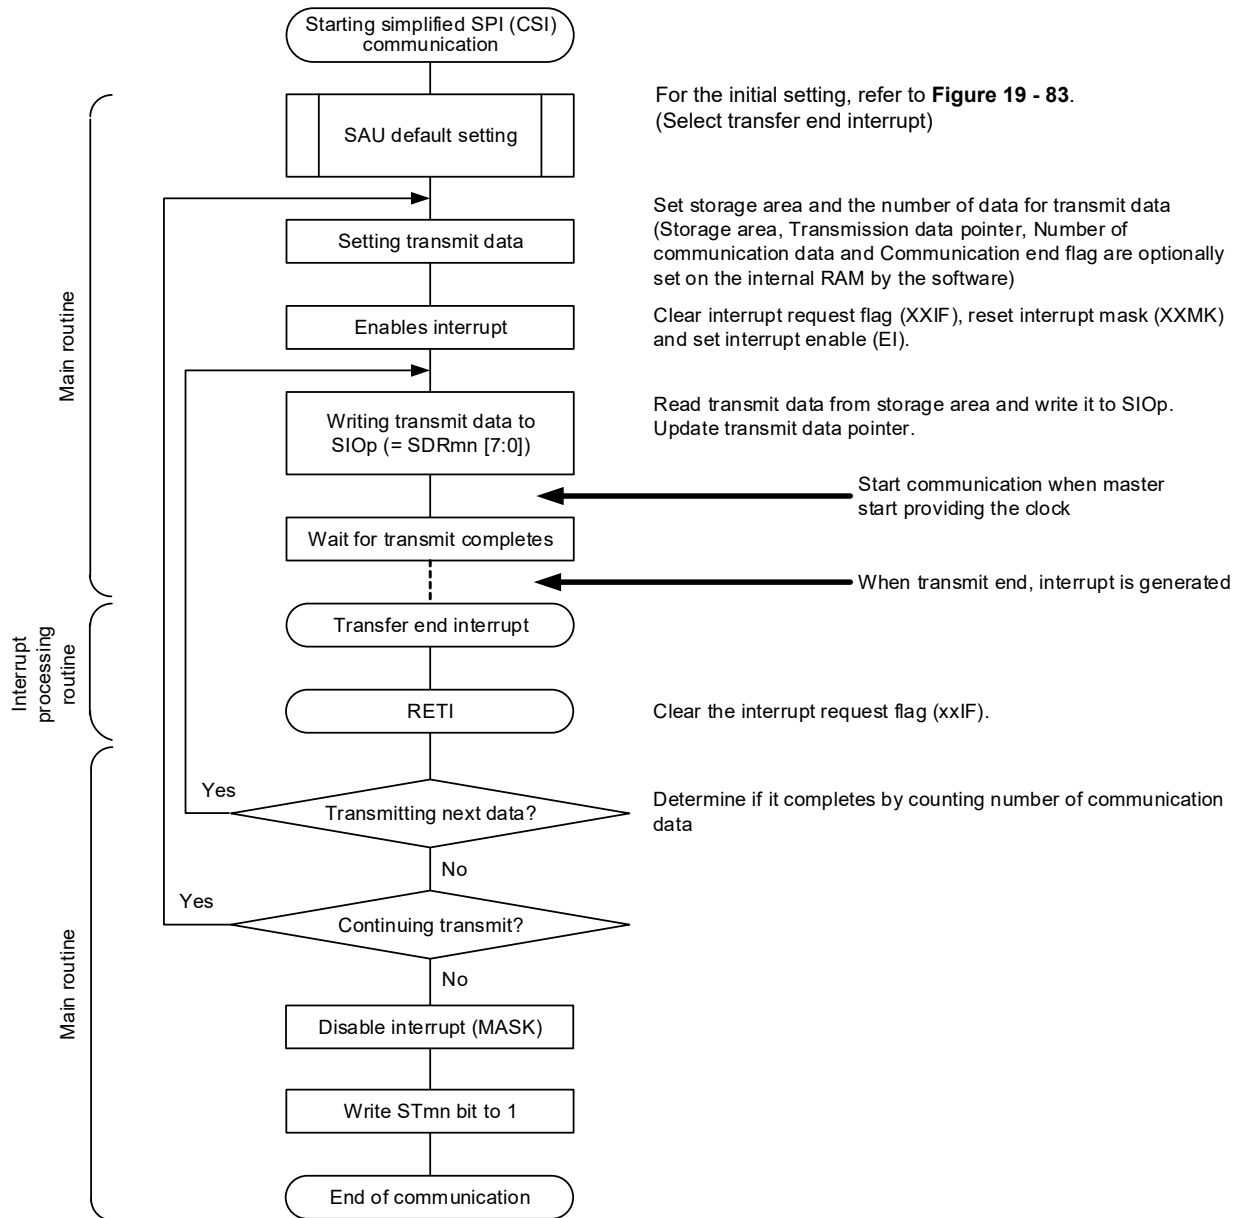 Starting simplified SPI (CSI)
communication
For the initial setting, refer to Figure 19 - 83.
(Select transfer end interrupt)
SAU default setting
Set storage area and the number of data for transmit data
(Storage area, Transmission data pointer, Number of
communication data and Communication end flag are optionally
set on the internal RAM by the software)
Setting transmit data
Main routine
Enables interrupt
Clear interrupt request flag (XXIF), reset interrupt mask (XXMK)
and set interrupt enable (EI).
Writing transmit data to
SIOp (= SDRmn [7:0])
Read transmit data from storage area and write it to SIOp.
Update transmit data pointer.
Start communication when master
start providing the clock
Wait for transmit completes
When transmit end, interrupt is generated
Interrupt
processing
routine
Transfer end interrupt
RETI
Clear the interrupt request flag (xxIF).
Yes
Transmitting next data?
Determine if it completes by counting number of communication
data
No
Yes
Continuing transmit?
No
Main routine
Disable interrupt (MASK)
Write STmn bit to 1
End of communication